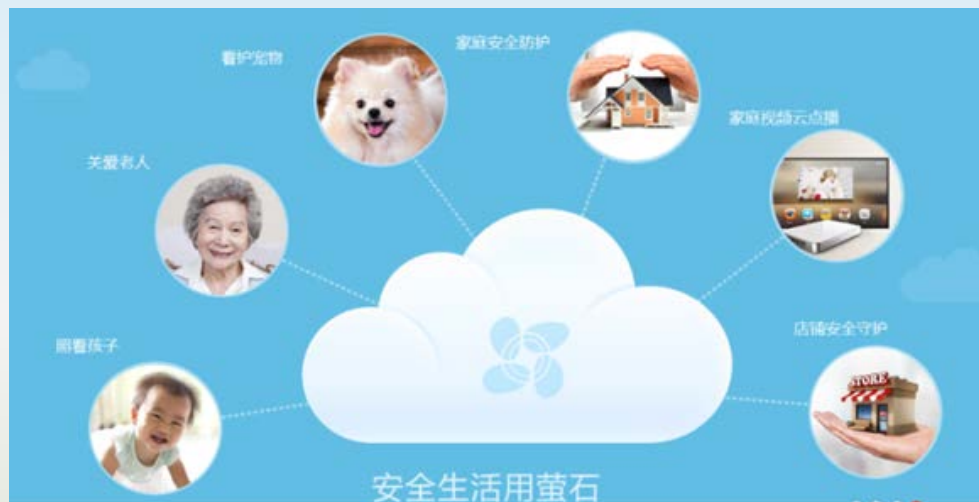 看护宠物
家庭安全防护
家庭视频云点播
关爱老人
店铺安全守护
照看孩子
STORE
安全生活用萤石